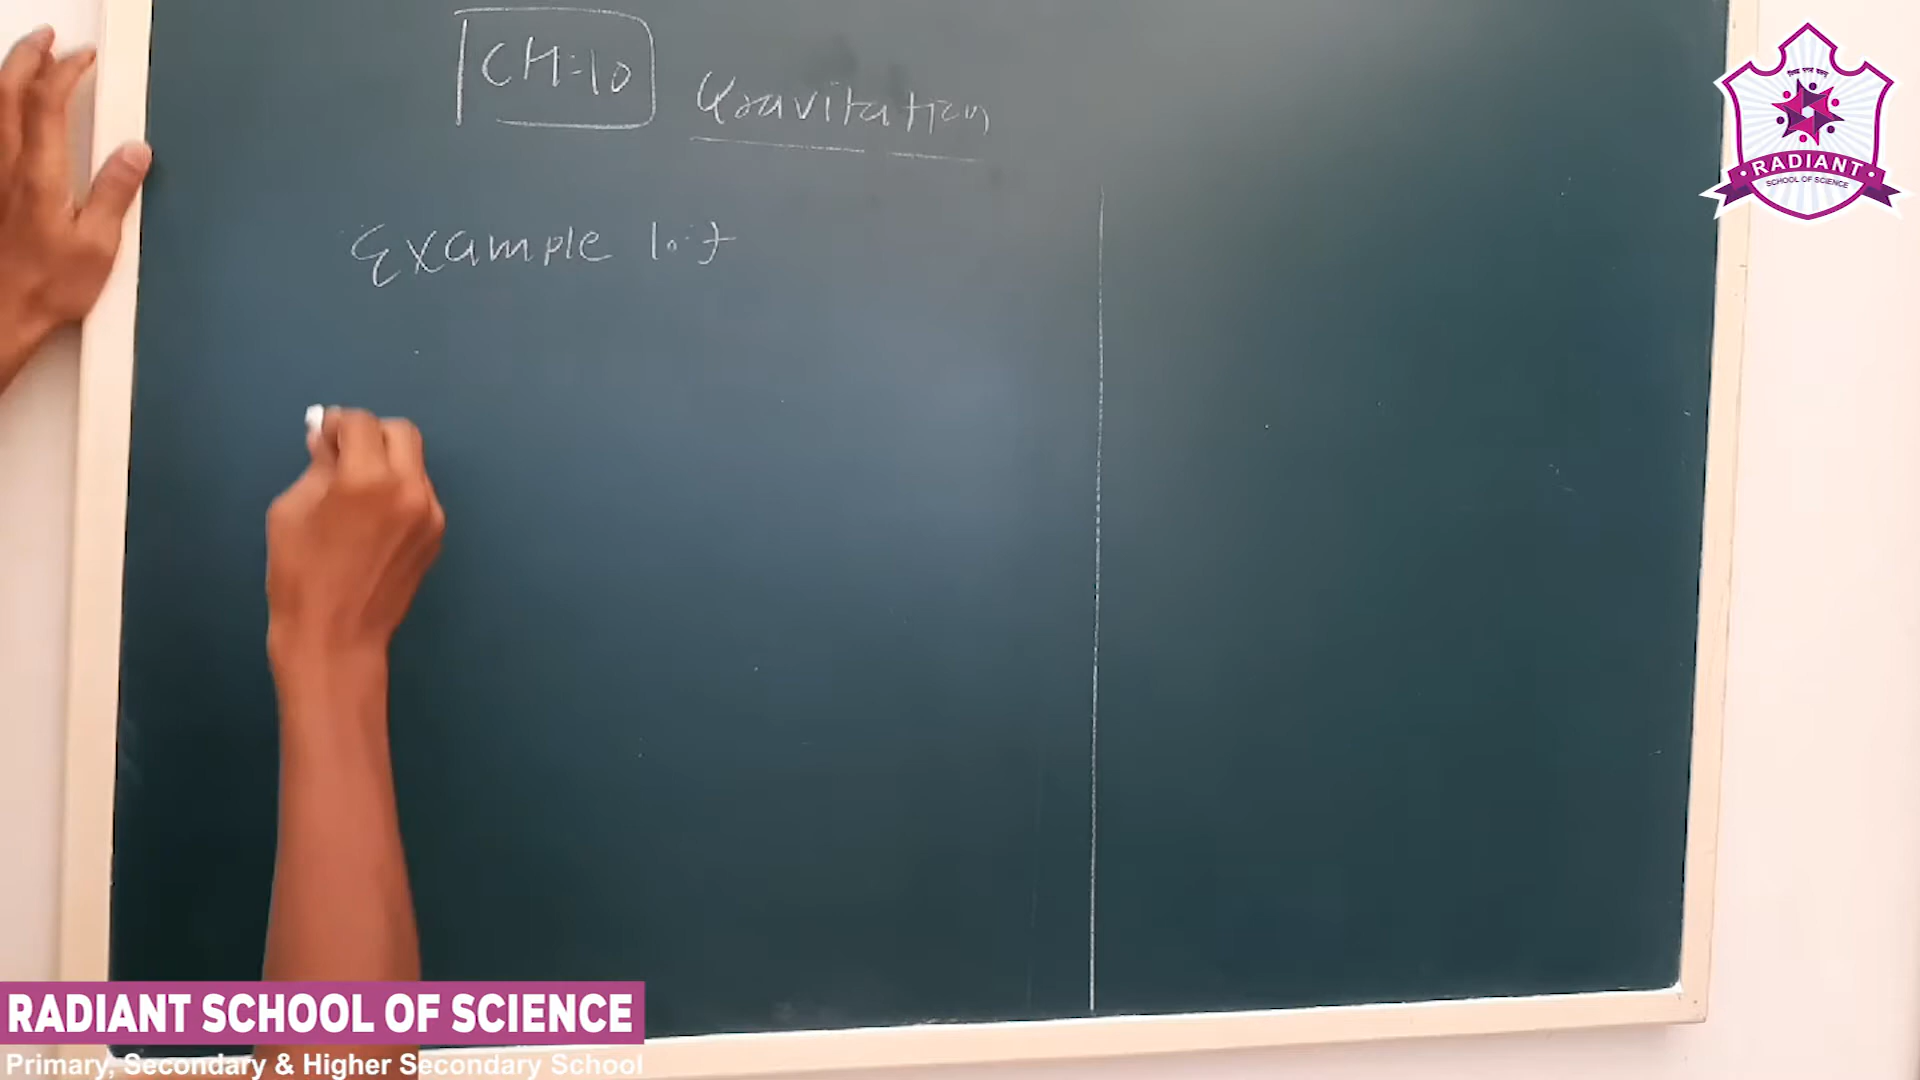 CH:10 Gravitation
Example 10.7
RADIANT
SCHOOL OF SCIENCE
RADIANT SCHOOL OF SCIENCE
Primary, Secondary & Higher Secondary School